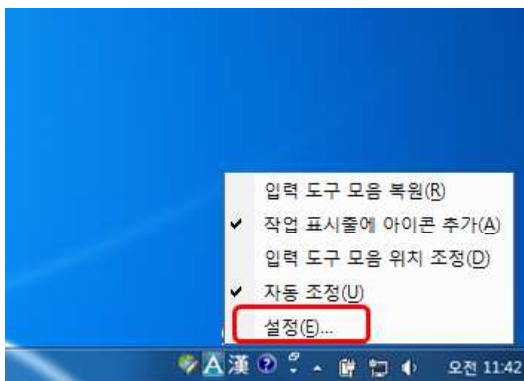 입력 도구 모음 복원(R)
작업 표시줄에 아이콘 추가(A)
입력 도구 모음 위치 조정(D)
자동 조정(U)
설정(E)...
A 漢 ? 오전 11:42